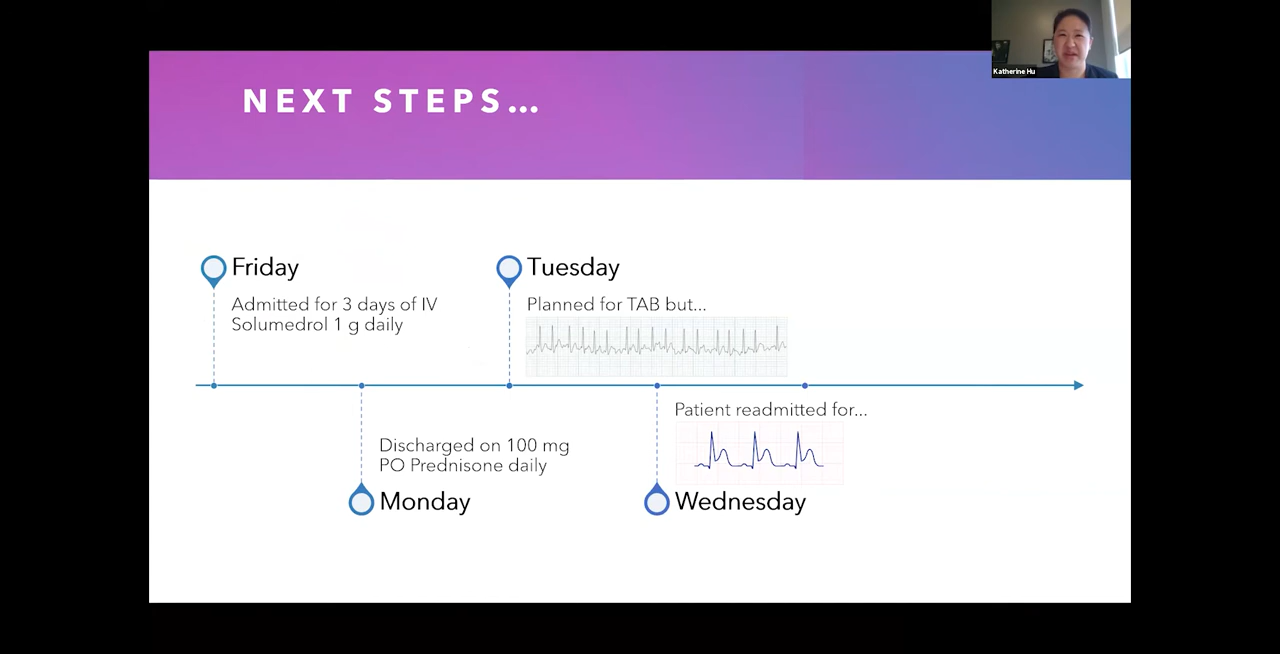 Katherine Hu
NEXT STEPS...
Friday
Admitted for 3 days of IV
Solumedrol 1 g daily
Tuesday
Planned for TAB but...
Discharged on 100 mg
PO Prednisone daily
Monday
Patient readmitted for...
Wednesday